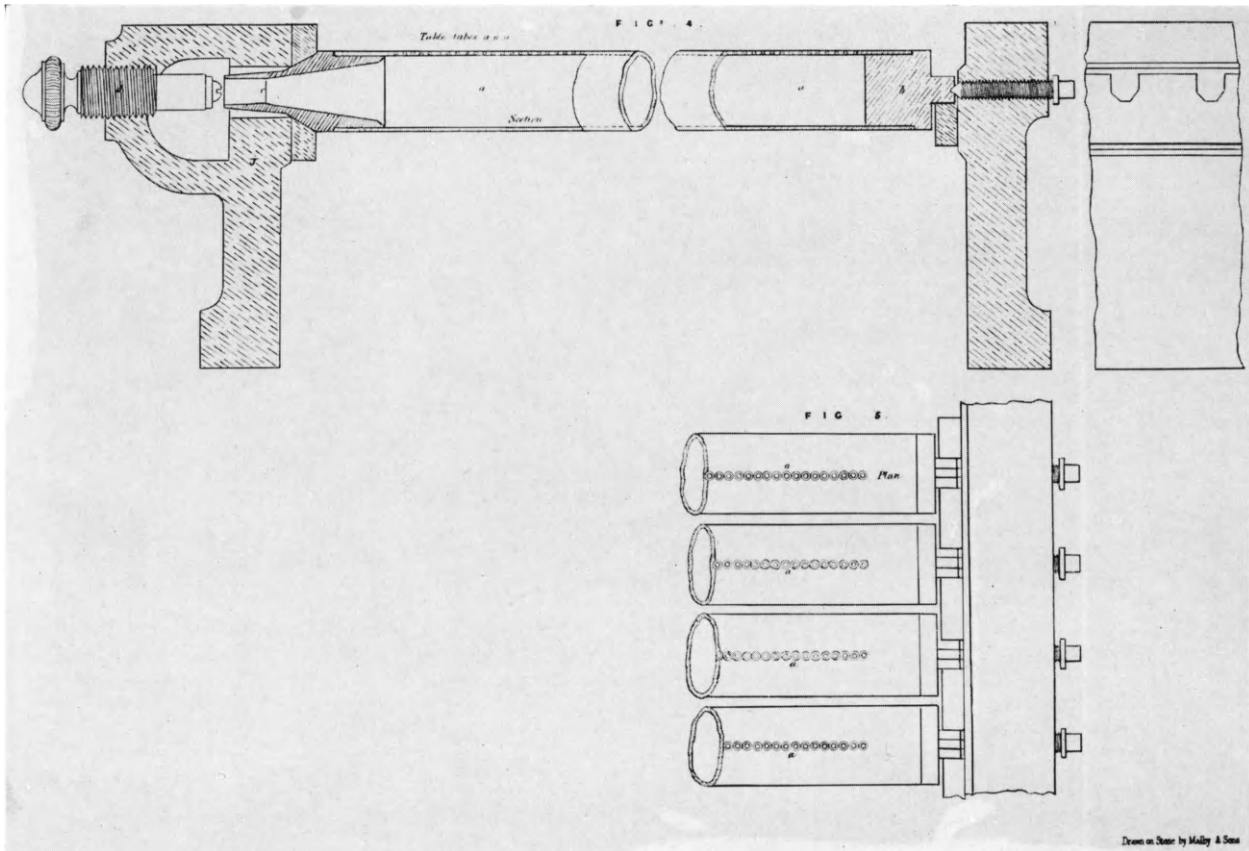 FIG. 4.
Table tubes a a a
a
a
b
c
J
Section
FIG 5.
a
Plan
a
a
a
Drawn on Stone by Malby & Sons